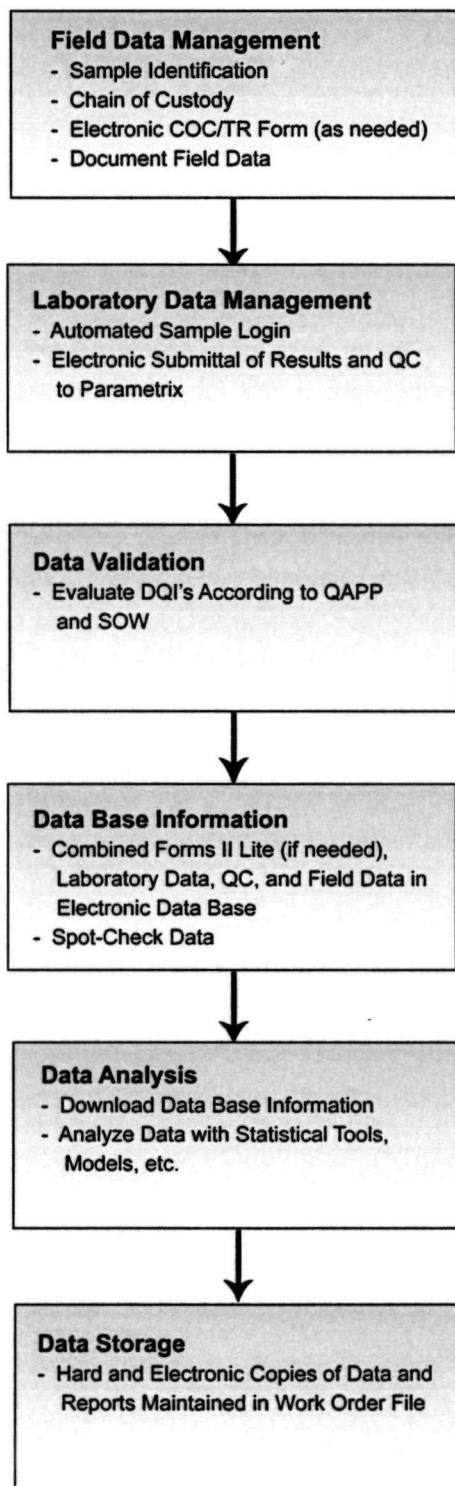 Field Data Management
- Sample Identification
- Chain of Custody
- Electronic COC/TR Form (as needed)
- Document Field Data
Laboratory Data Management
- Automated Sample Login
- Electronic Submittal of Results and QC
to Parametrix
Data Validation
- Evaluate DQI's According to QAPP
and SOW
Data Base Information
- Combined Forms II Lite (if needed),
Laboratory Data, QC, and Field Data in
Electronic Data Base
- Spot-Check Data
Data Analysis
- Download Data Base Information
- Analyze Data with Statistical Tools,
Models, etc.
Data Storage
- Hard and Electronic Copies of Data and
Reports Maintained in Work Order File